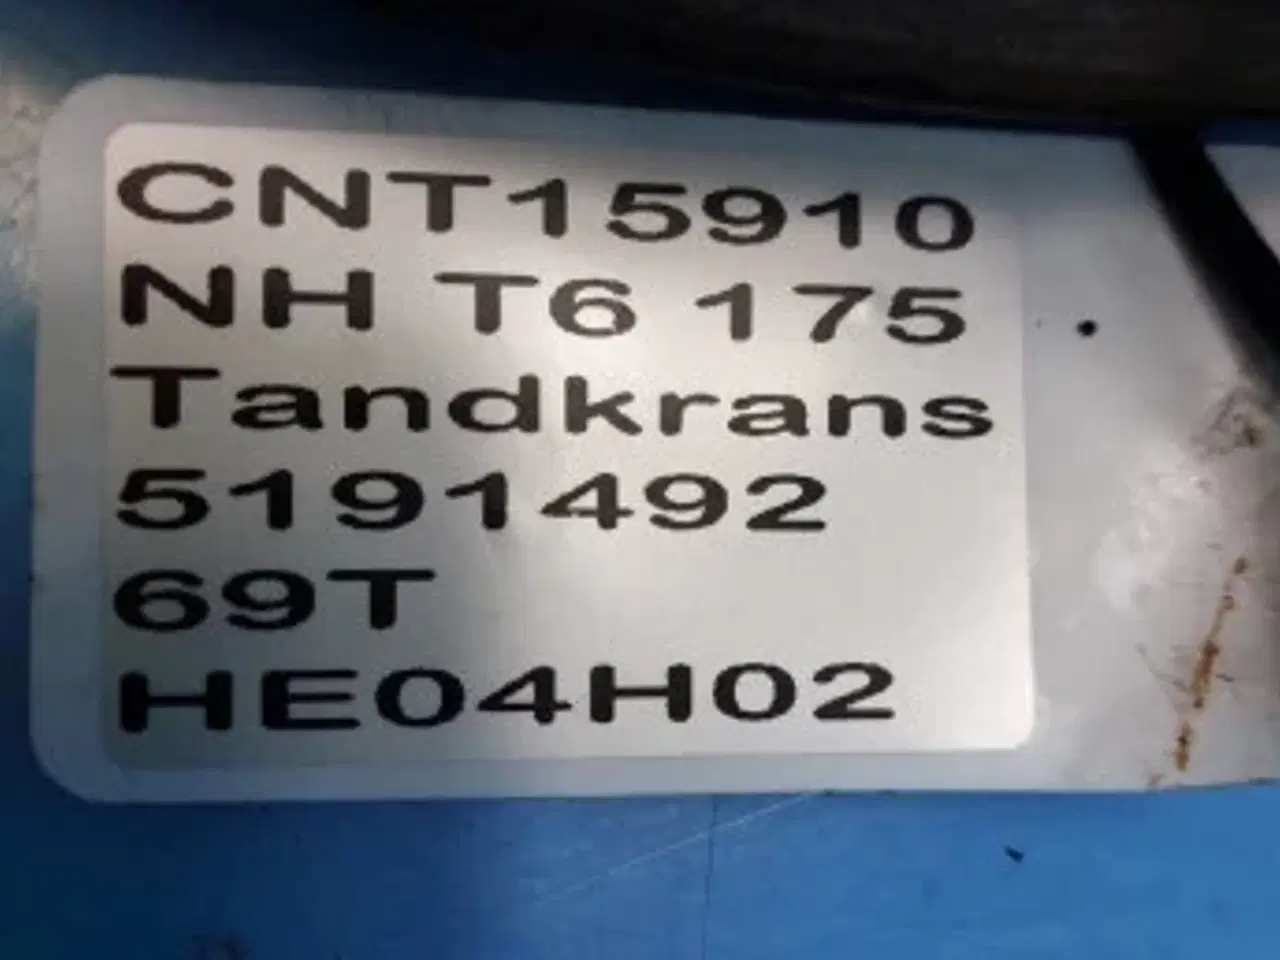 CNT15910
NH T6 175
Tandkrans
5191492
69T
HE04H02